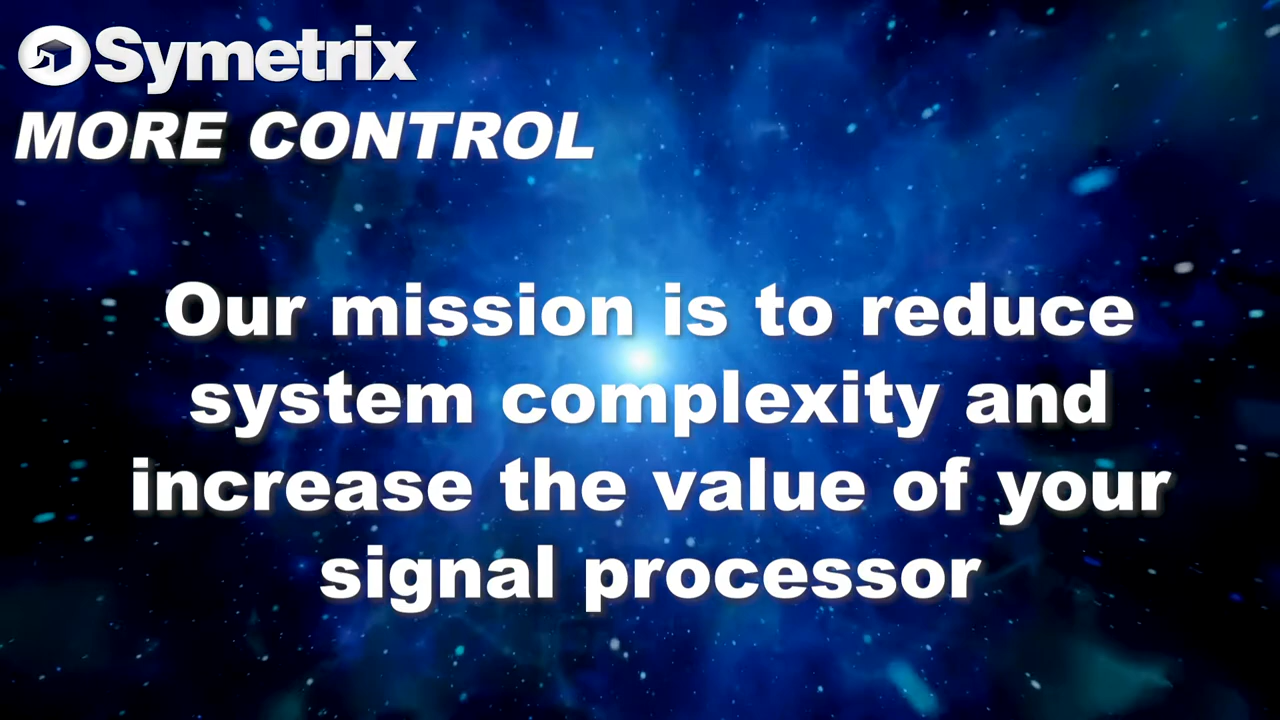 Symetrix
MORE CONTROL
Our mission is to reduce
system complexity and
increase the value of your
signal processor